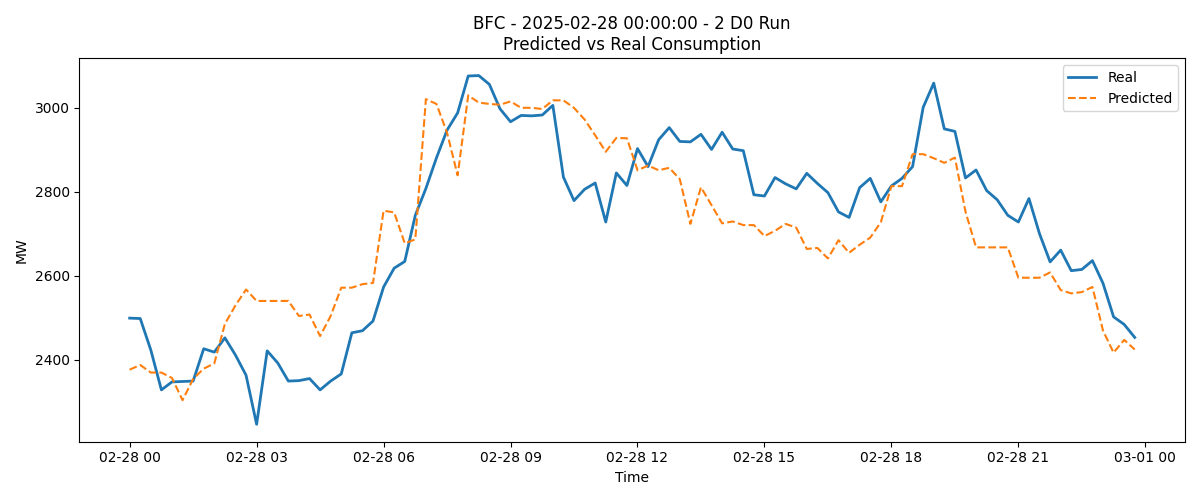 BFC - 2025-02-28 00:00:00 - 2 D0 Run
Predicted vs Real Consumption
Real
Predicted
MW
3000
2800
2600
2400
02-28 00
02-28 03
02-28 06
02-28 09
02-28 12
02-28 15
02-28 18
02-28 21
03-01 00
Time